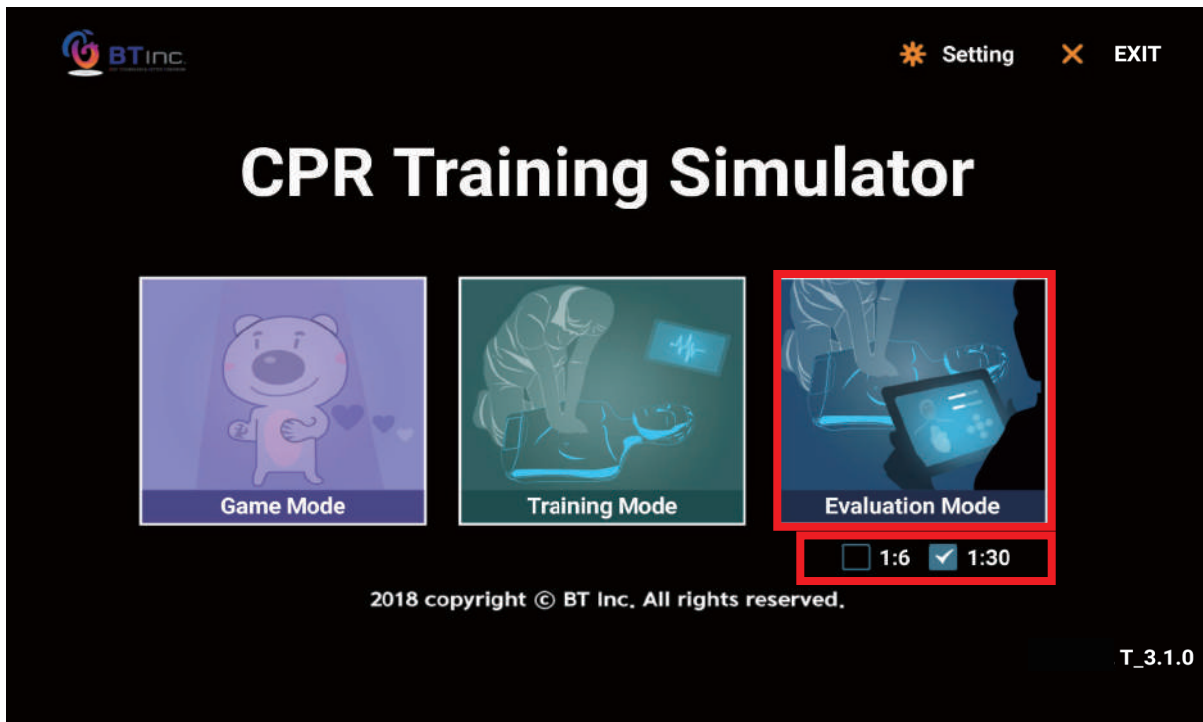 BTInc.
Setting
EXIT
CPR Training Simulator
Game Mode
Training Mode
Evaluation Mode
1:6
1:30
2018 copyright © BT Inc. All rights reserved.
T_3.1.0